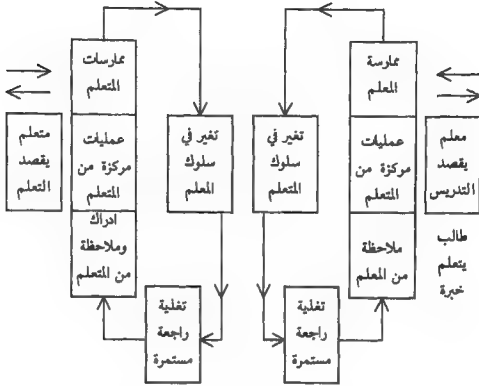 ممارسة
المعلم
عمليات
مركزة من
المتعلم
ملاحظة
من المعلم
معلم
يقصد
التدريس
طالب
يتعلم
خبرة
تغير في
سلوك
المتعلم
تغذية
راجعة
مستمرة
تغير في
سلوك
المعلم
تغذية
راجعة
مستمرة
ممارسات
المتعلم
عمليات
مركزة من
المتعلم
ادراك
وملاحظة
من المتعلم
متعلم
يقصد
التعلم